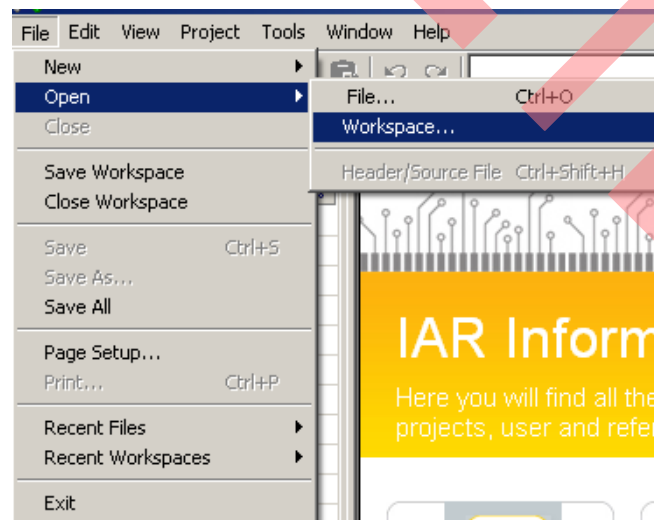 File Edit View Project Tools Window Help
New
Open
Close
Save Workspace
Close Workspace
Save Ctrl+S
Save As...
Save All
Page Setup...
Print... Ctrl+P
Recent Files
Recent Workspaces
Exit
File... Ctrl+O
Workspace...
Header/Source File Ctrl+Shift+H
IAR Inform
Here you will find all the
projects, user and refer